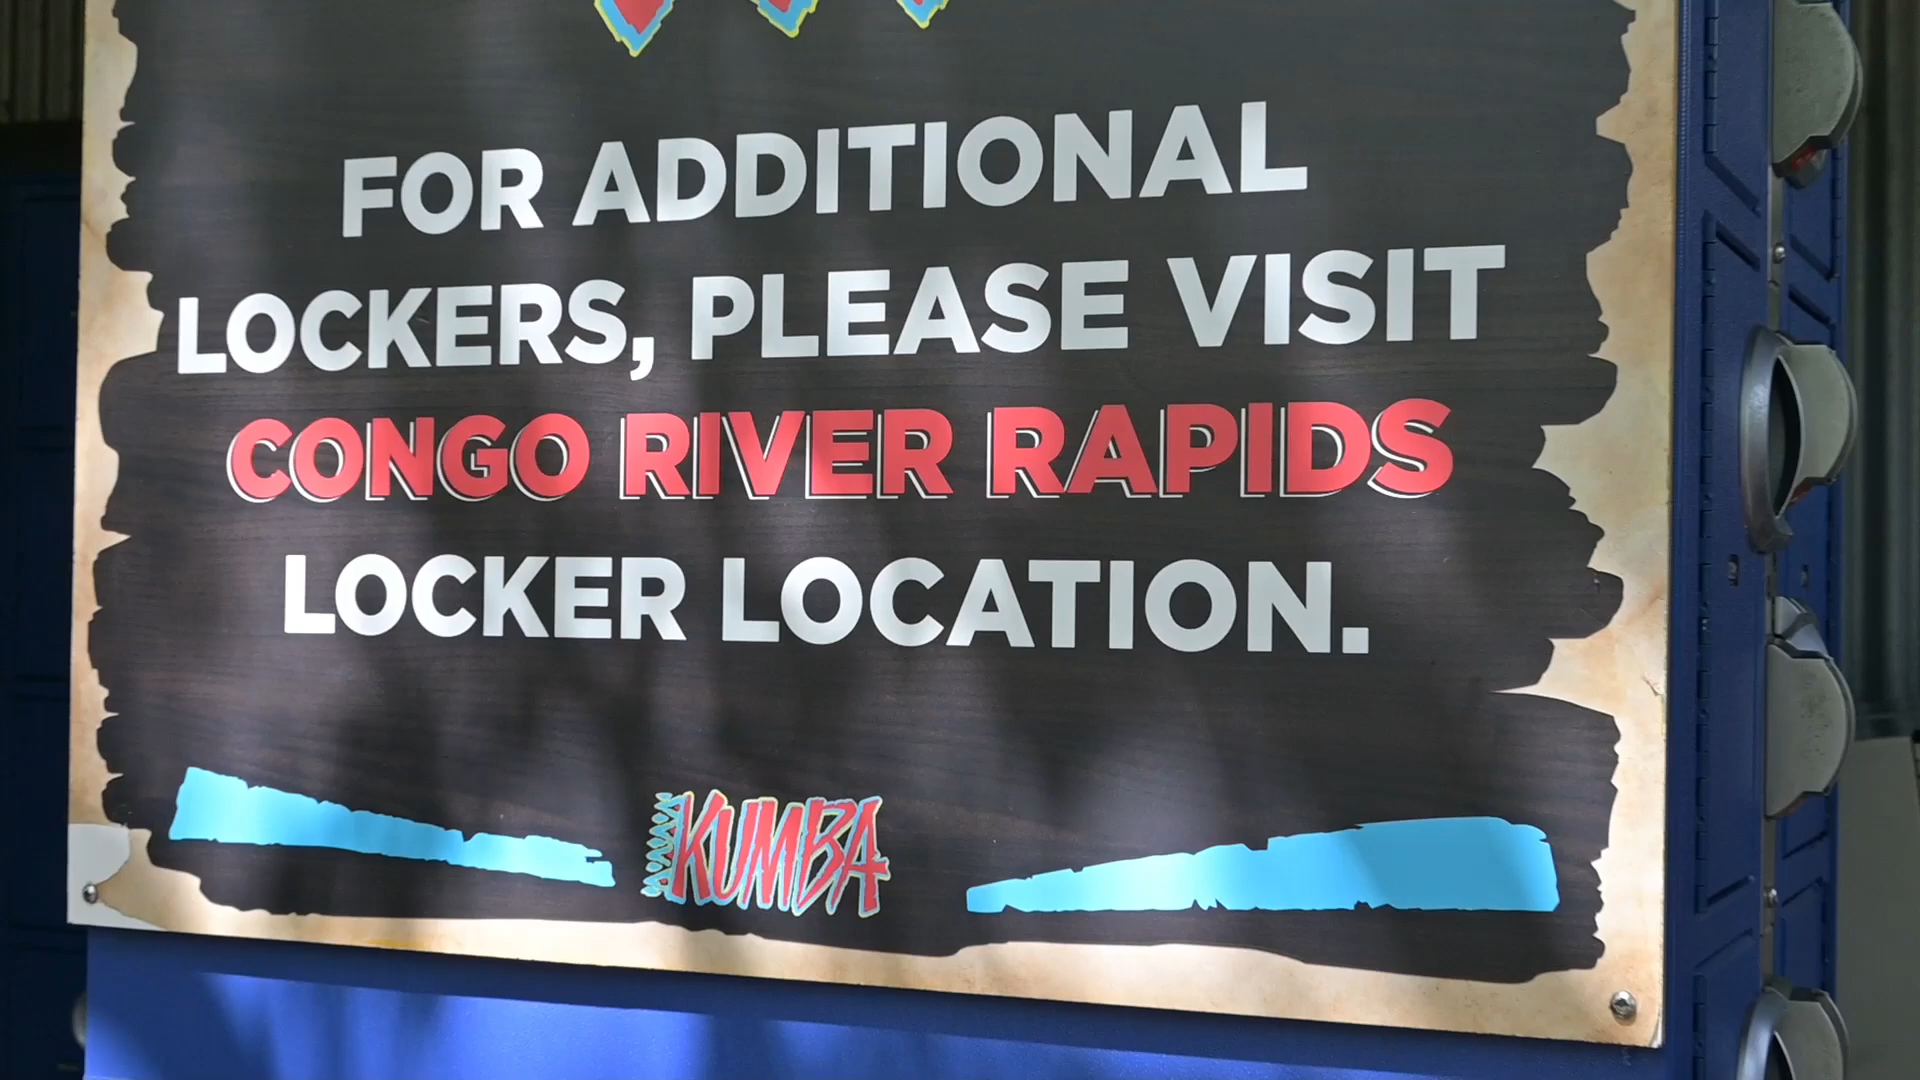 FOR ADDITIONAL
LOCKERS, PLEASE VISIT
CONGO RIVER RAPIDS
LOCKER LOCATION.
KUMBA